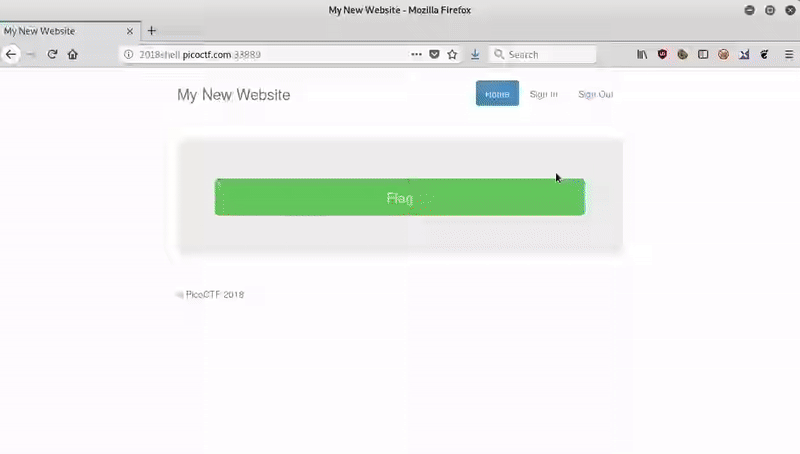 My New Website - Mozilla Firefox
My New Website
2018shell.picoctf.com:33889
Search
My New Website
Home
Sign In
Sign Out
Flag
PicoCTF 2018